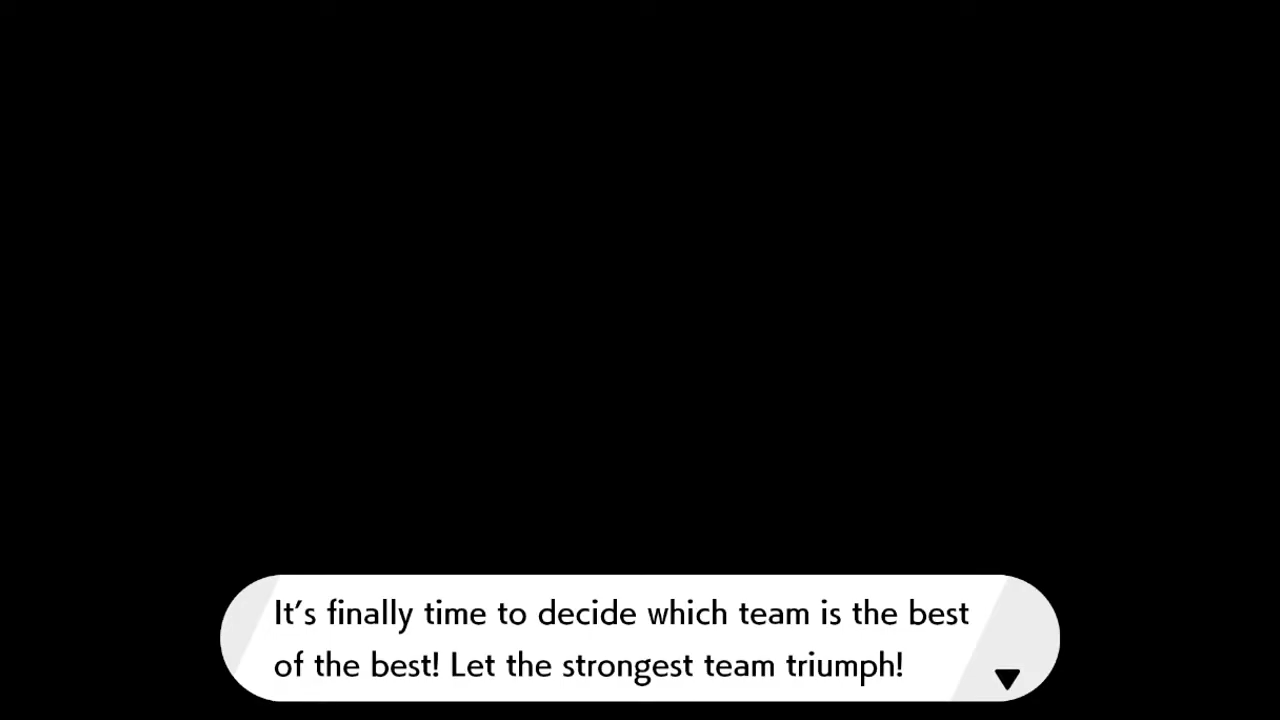 It's finally time to decide which team is the best
of the best! Let the strongest team triumph!